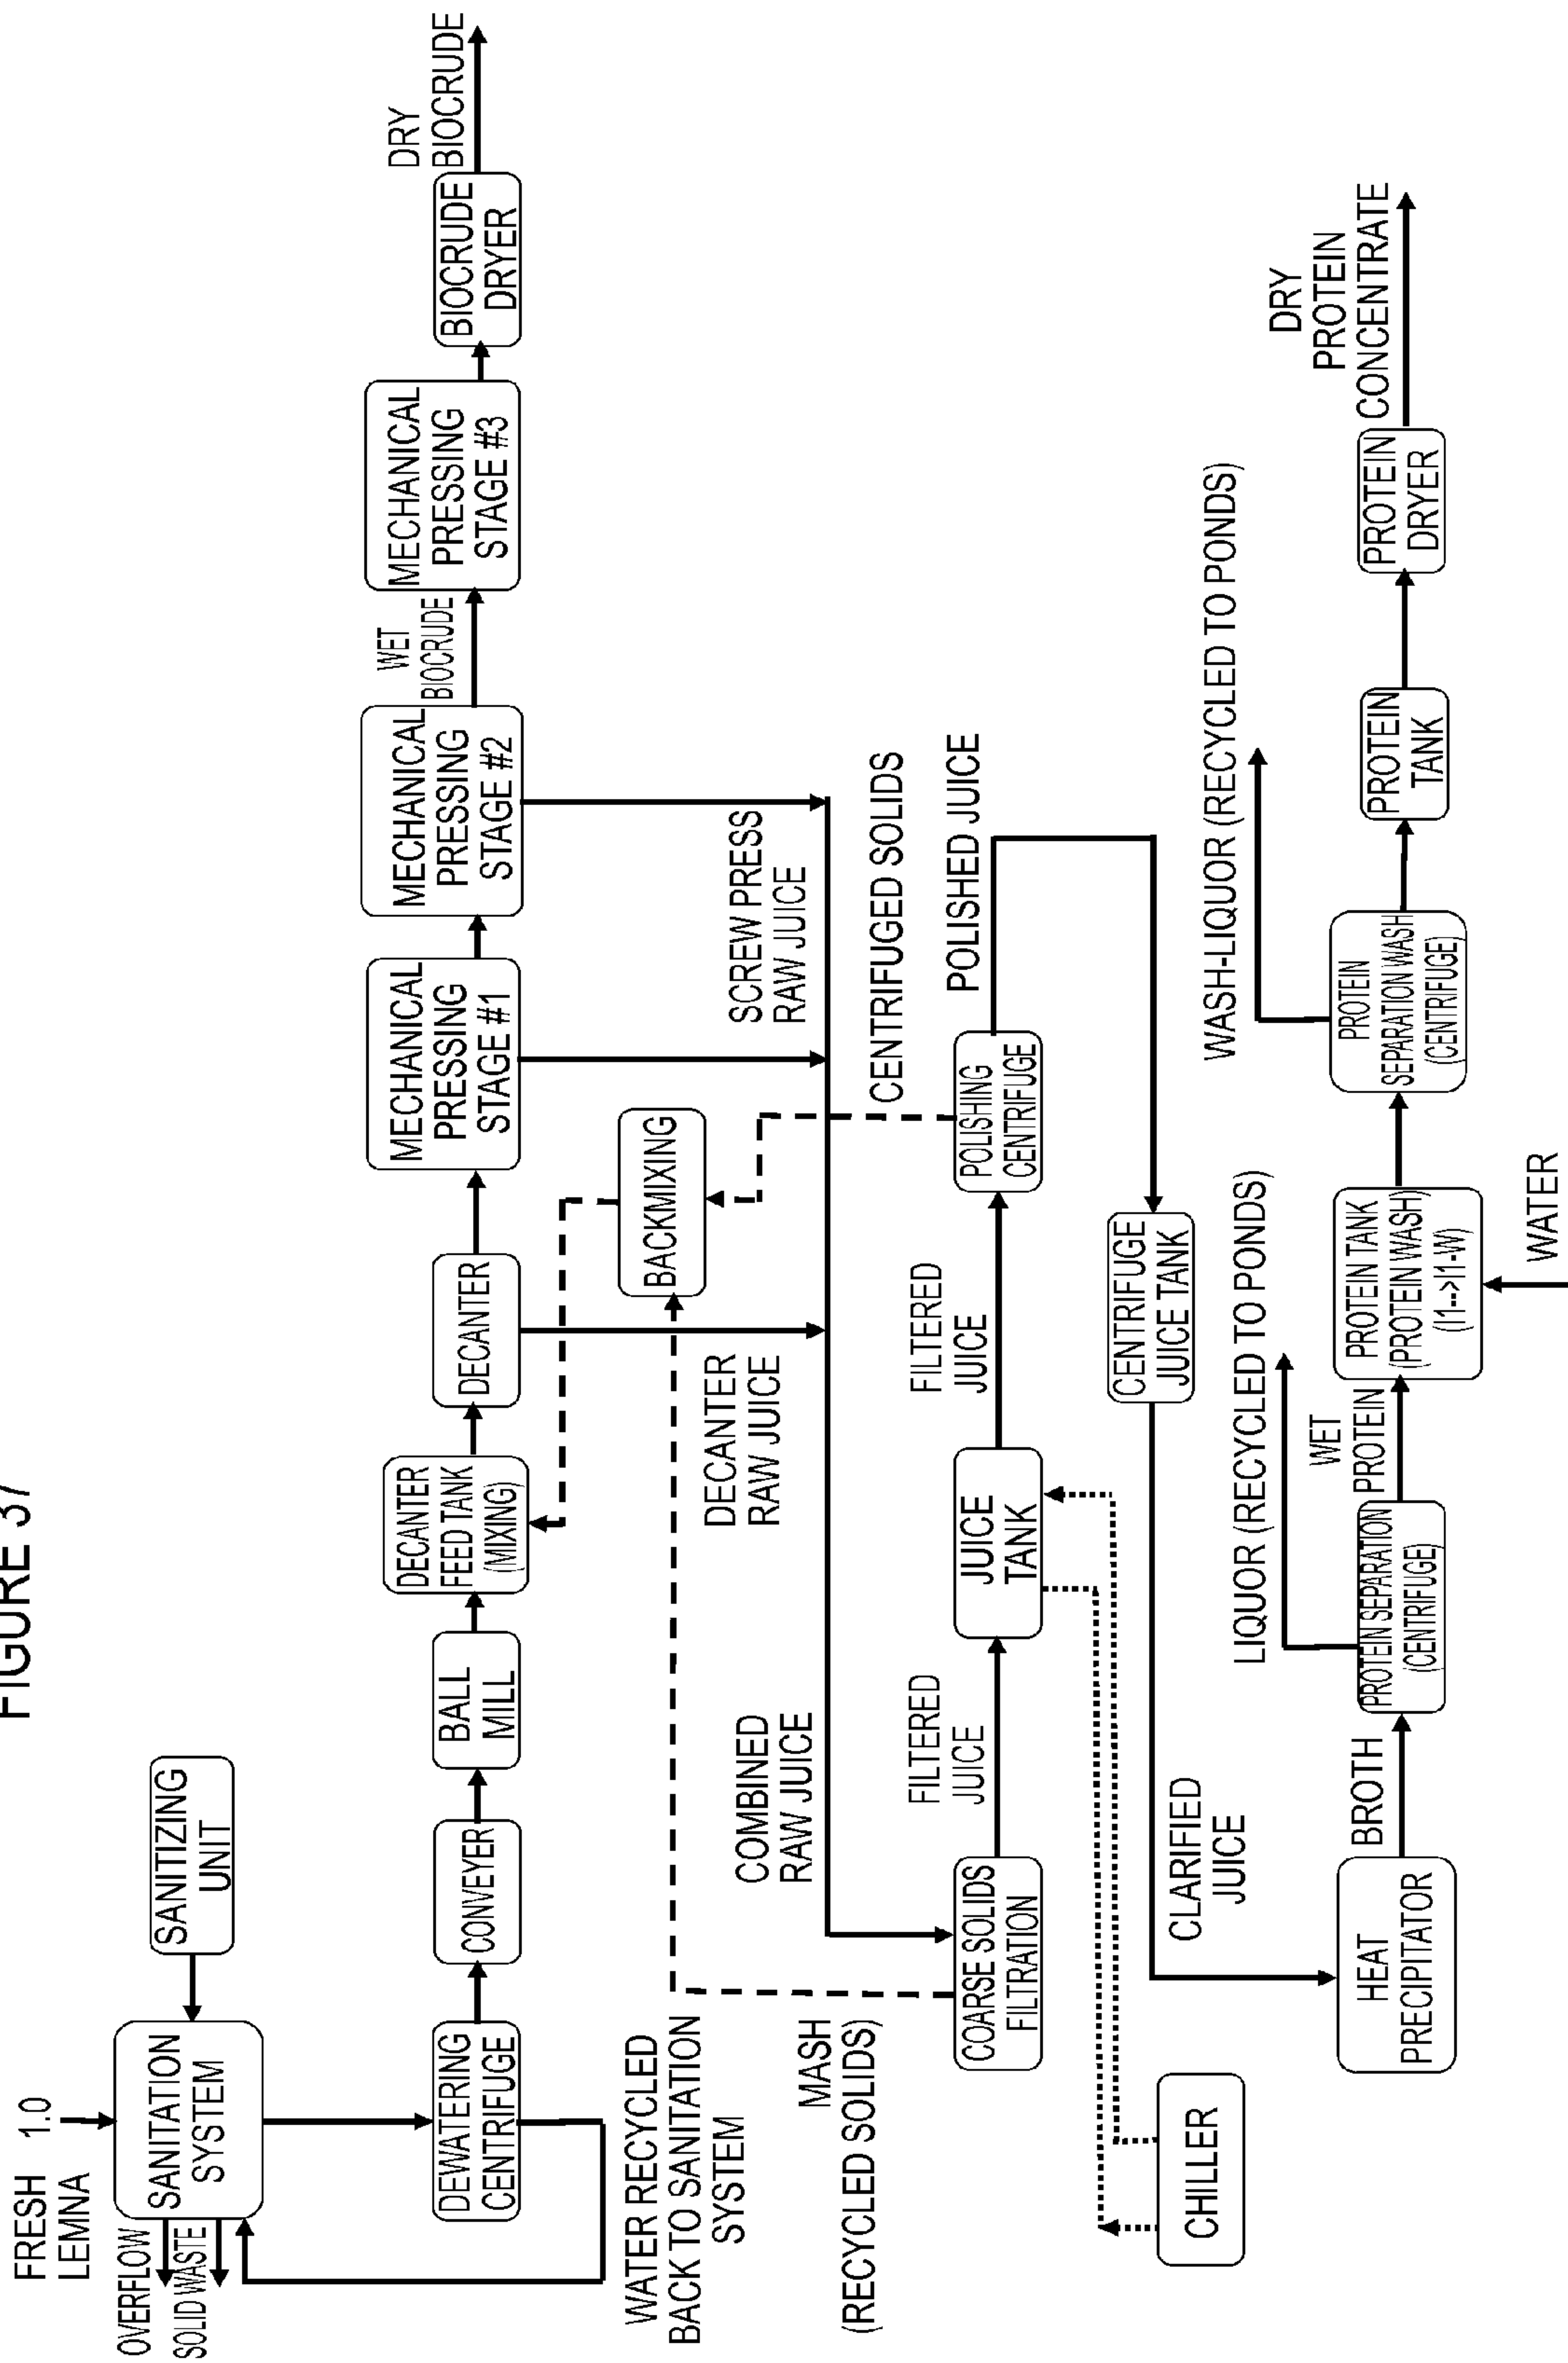 FIGURE 37
FRESH
LEMNA
1.0
OVERFLOW
SOLID WASTE
SANITATION
SYSTEM
SANITIZING
UNIT
DEWATERING
CENTRIFUGE
CONVEYER
BALL
MILL
DECANTER
FEED TANK
(MIXING)
DECANTER
MECHANICAL
PRESSING
STAGE #1
MECHANICAL
PRESSING
STAGE #2
WET
BIOCRUDE
MECHANICAL
PRESSING
STAGE #3
BIOCRUDE
DRYER
DRY
BIOCRUDE
WATER RECYCLED
BACK TO SANITATION
SYSTEM
BACKMIXING
DECANTER
RAW JUICE
SCREW PRESS
RAW JUICE
COMBINED
RAW JUICE
MASH
(RECYCLED SOLIDS)
CENTRIFUGED SOLIDS
COARSE SOLIDS
FILTRATION
FILTERED
JUICE
JUICE
TANK
FILTERED
JUICE
POLISHING
CENTRIFUGE
POLISHED JUICE
CHILLER
CENTRIFUGE
JUICE TANK
CLARIFIED
JUICE
HEAT
PRECIPITATOR
BROTH
PROTEIN SEPARATION
(CENTRIFUGE)
LIQUOR (RECYCLED TO PONDS)
WET
PROTEIN
PROTEIN TANK
(PROTEIN WASH)
(I1-->I1-W)
WATER
PROTEIN
SEPARATION WASH
(CENTRIFUGE)
WASH-LIQUOR (RECYCLED TO PONDS)
PROTEIN
TANK
PROTEIN
DRYER
DRY
PROTEIN
CONCENTRATE